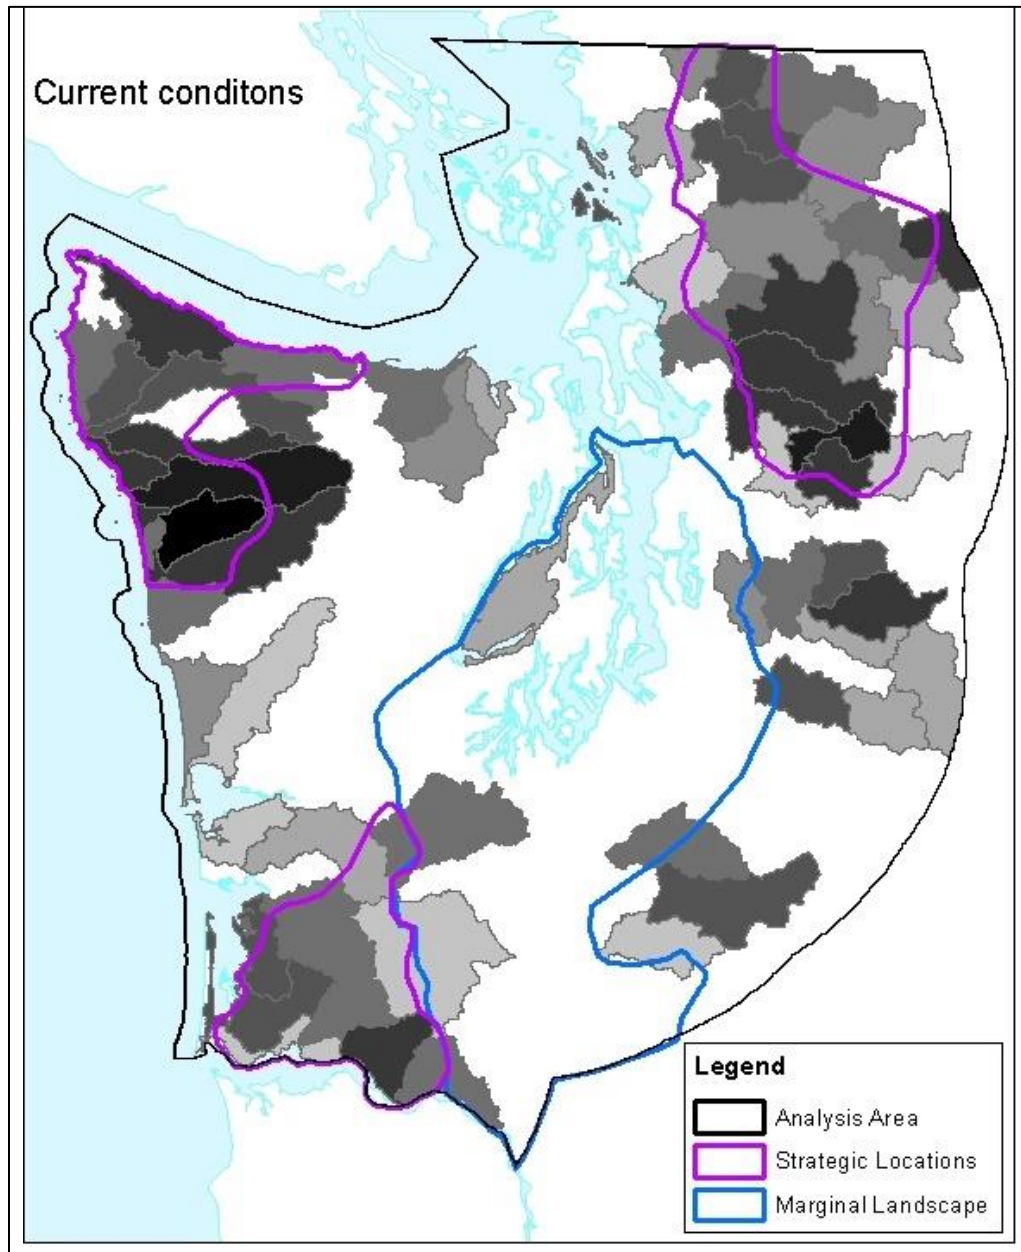 Current conditons
Legend
Analysis Area
Strategic Locations
Marginal Landscape